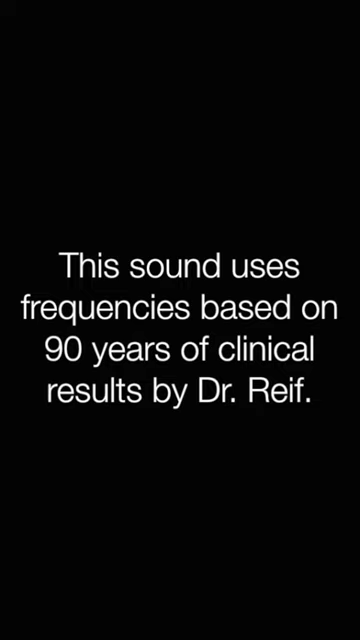 This sound uses
frequencies based on
90 years of clinical
results by Dr. Reif.